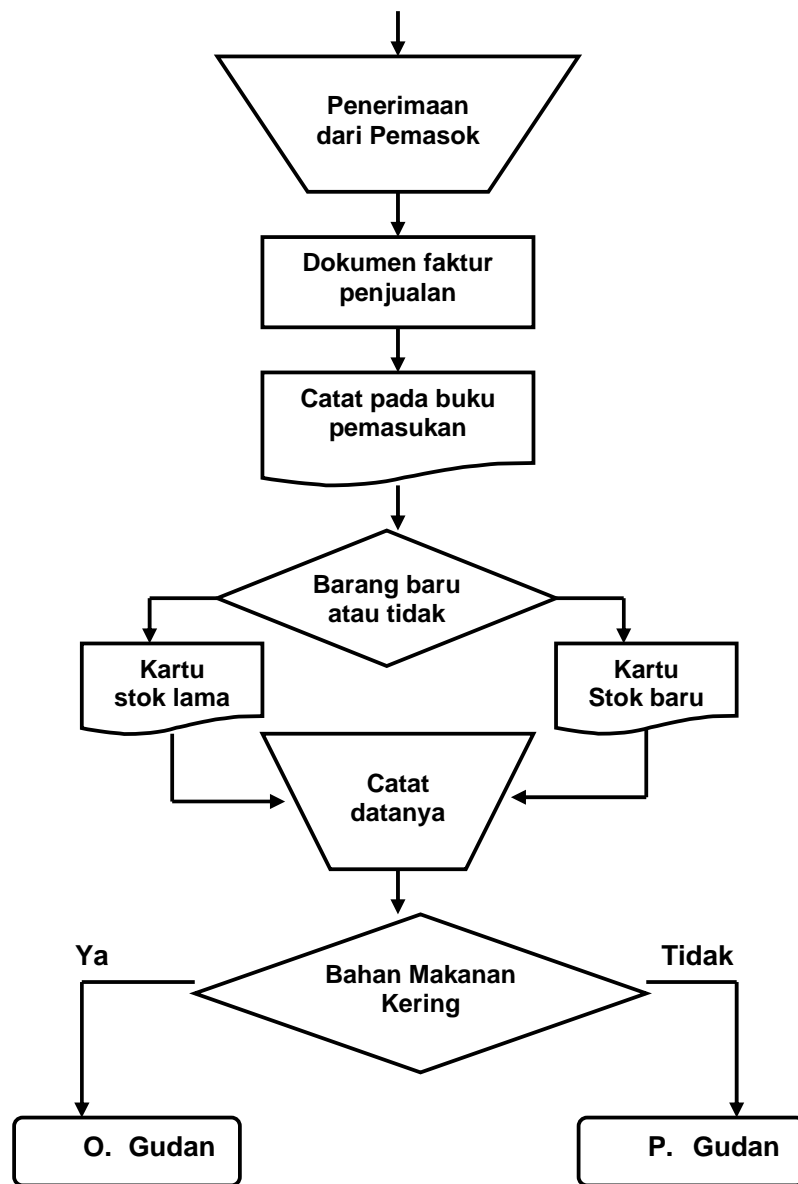 Penerimaan
dari Pemasok
Dokumen faktur
penjualan
Catat pada buku
pemasukan
Barang baru
atau tidak
Kartu
stok lama
Kartu
Stok baru
Catat
datanya
Bahan Makanan
Kering
Ya
Tidak
O. Gudan
P. Gudan